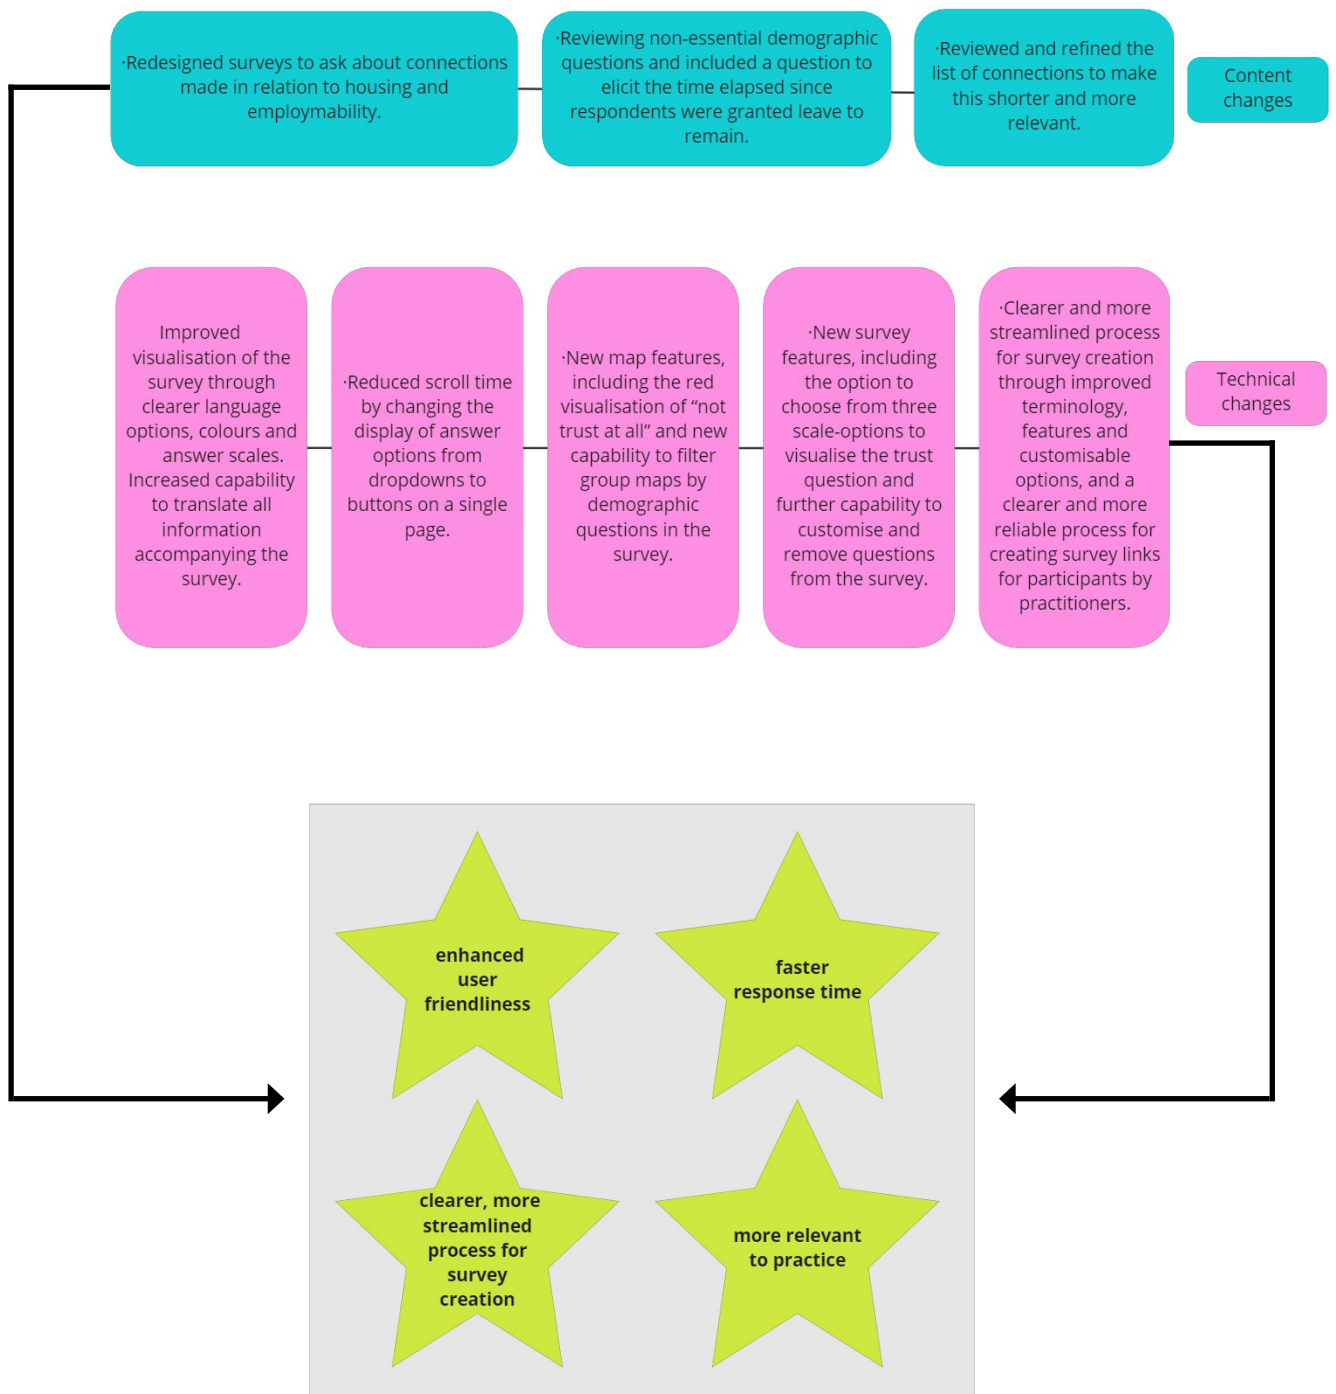 ·Redesigned surveys to ask about connections
made in relation to housing and
employability.
·Reviewing non-essential demographic
questions and included a question to
elicit the time elapsed since
respondents were granted leave to
remain.
·Reviewed and refined the
list of connections to make
this shorter and more
relevant.
Content
changes
Improved
visualisation of the
survey through
clearer language
options, colours and
answer scales.
Increased capability
to translate all
information
accompanying the
survey.
·Reduced scroll time
by changing the
display of answer
options from
dropdowns to
buttons on a single
page.
·New map features,
including the red
visualisation of “not
trust at all” and new
capability to filter
group maps by
demographic
questions in the
survey.
·New survey
features, including
the option to
choose from three
scale-options to
visualise the trust
question and
further capability to
customise and
remove questions
from the survey.
·Clearer and more
streamlined process
for survey creation
through improved
terminology,
features and
customisable
options, and a
clearer and more
reliable process for
creating survey links
for participants by
practitioners.
Technical
changes
enhanced
user
friendliness
faster
response time
clearer, more
streamlined
process for
survey
creation
more relevant
to practice